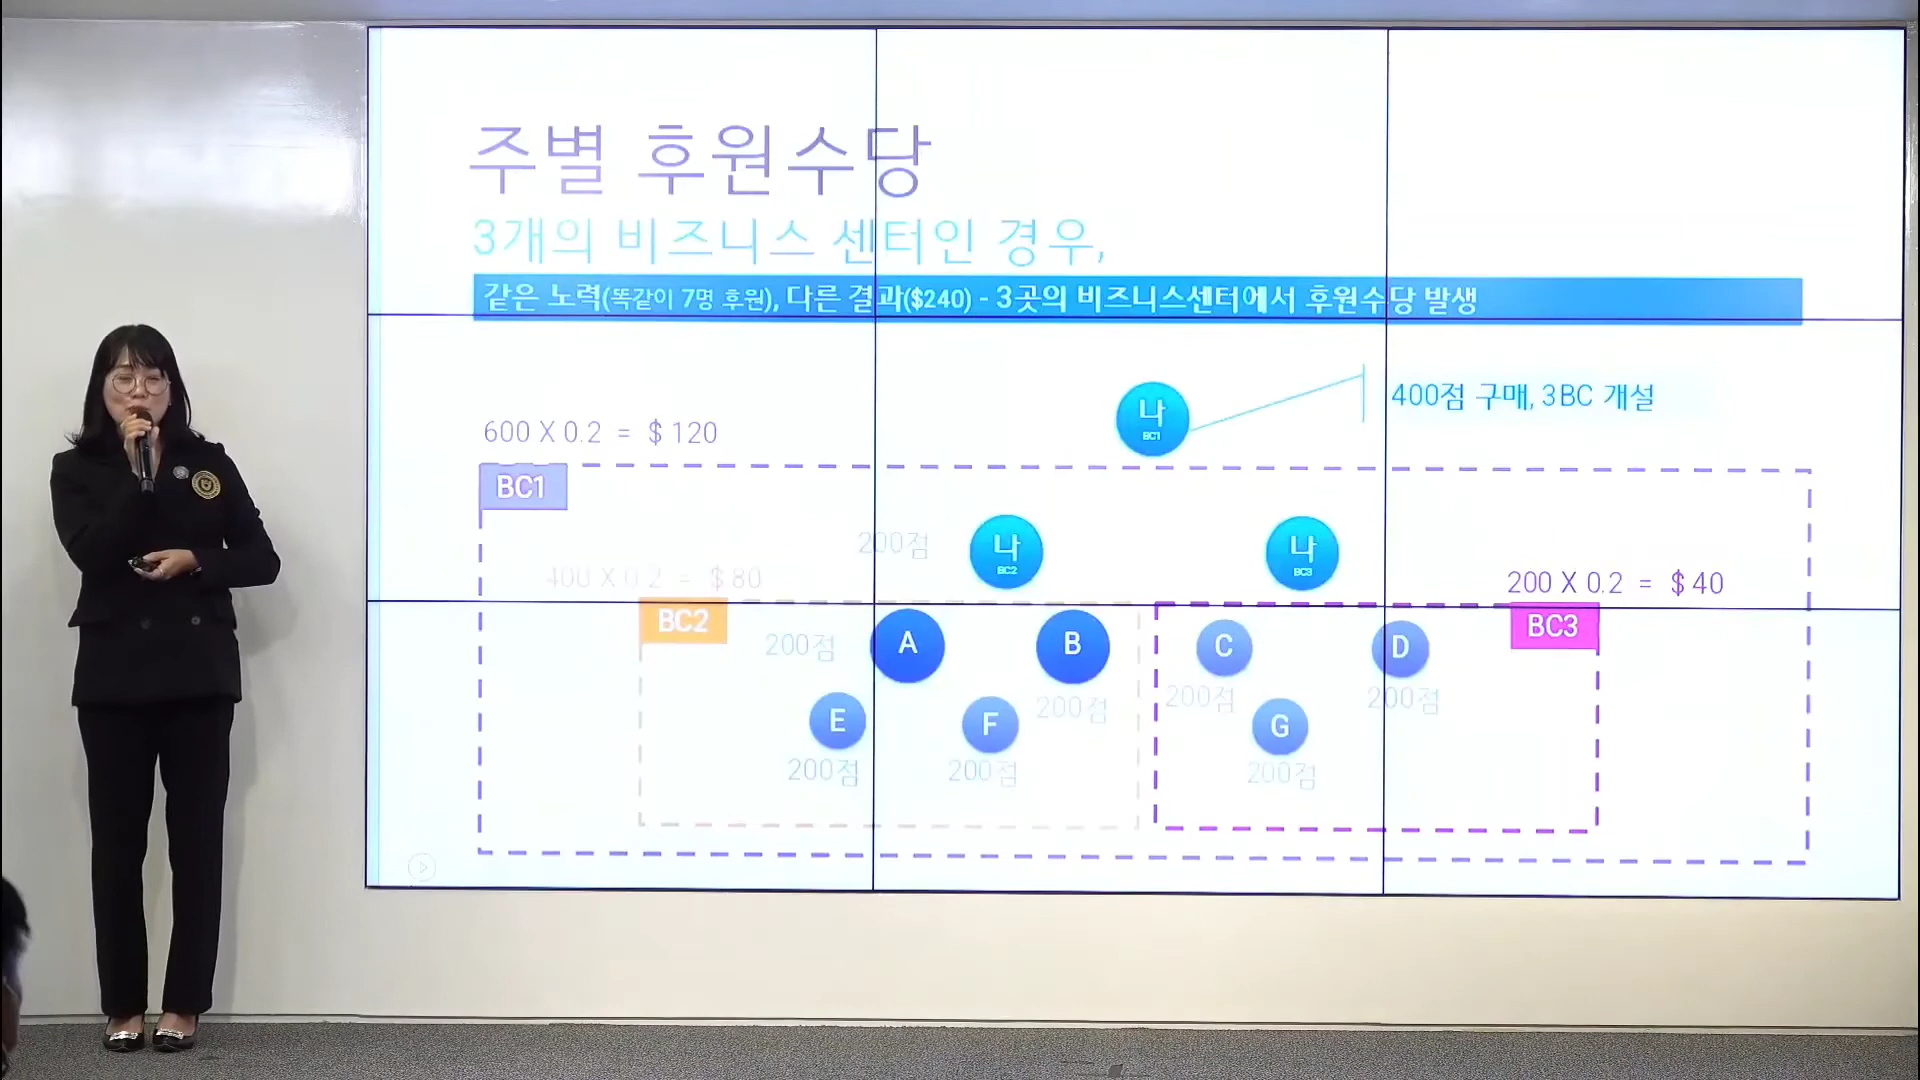 주별 후원수당
3개의 비즈니스 센터인 경우,
같은 노력(똑같이 7명 후원), 다른 결과($240) - 3곳의 비즈니스센터에서 후원수당 발생
나
BC1
400점 구매, 3BC 개설
600 X 0.2 = $ 120
BC1
200점
나
BC2
나
BC3
400 X 0.2 = $ 80
200 X 0.2 = $ 40
BC2
200점
A
B
C
D
BC3
200점
200점
200점
E
F
G
200점
200점
200점